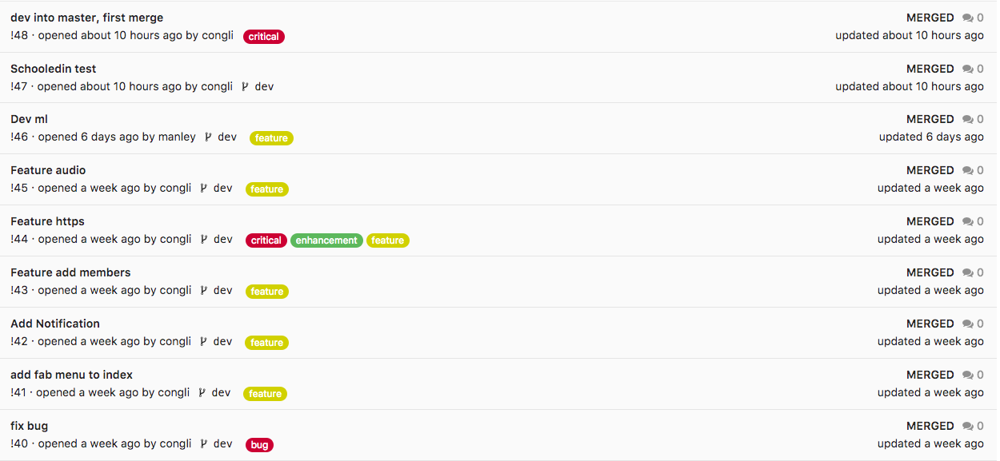 dev into master, first merge MERGED 0
!48 · opened about 10 hours ago by congli critical updated about 10 hours ago
Schooledin test MERGED 0
!47 · opened about 10 hours ago by congli dev updated about 10 hours ago
Dev ml MERGED 0
!46 · opened 6 days ago by manley dev feature updated 6 days ago
Feature audio MERGED 0
!45 · opened a week ago by congli dev feature updated a week ago
Feature https MERGED 0
!44 · opened a week ago by congli dev critical enhancement feature updated a week ago
Feature add members MERGED 0
!43 · opened a week ago by congli dev feature updated a week ago
Add Notification MERGED 0
!42 · opened a week ago by congli dev feature updated a week ago
add fab menu to index MERGED 0
!41 · opened a week ago by congli dev feature updated a week ago
fix bug MERGED 0
!40 · opened a week ago by congli dev bug updated a week ago